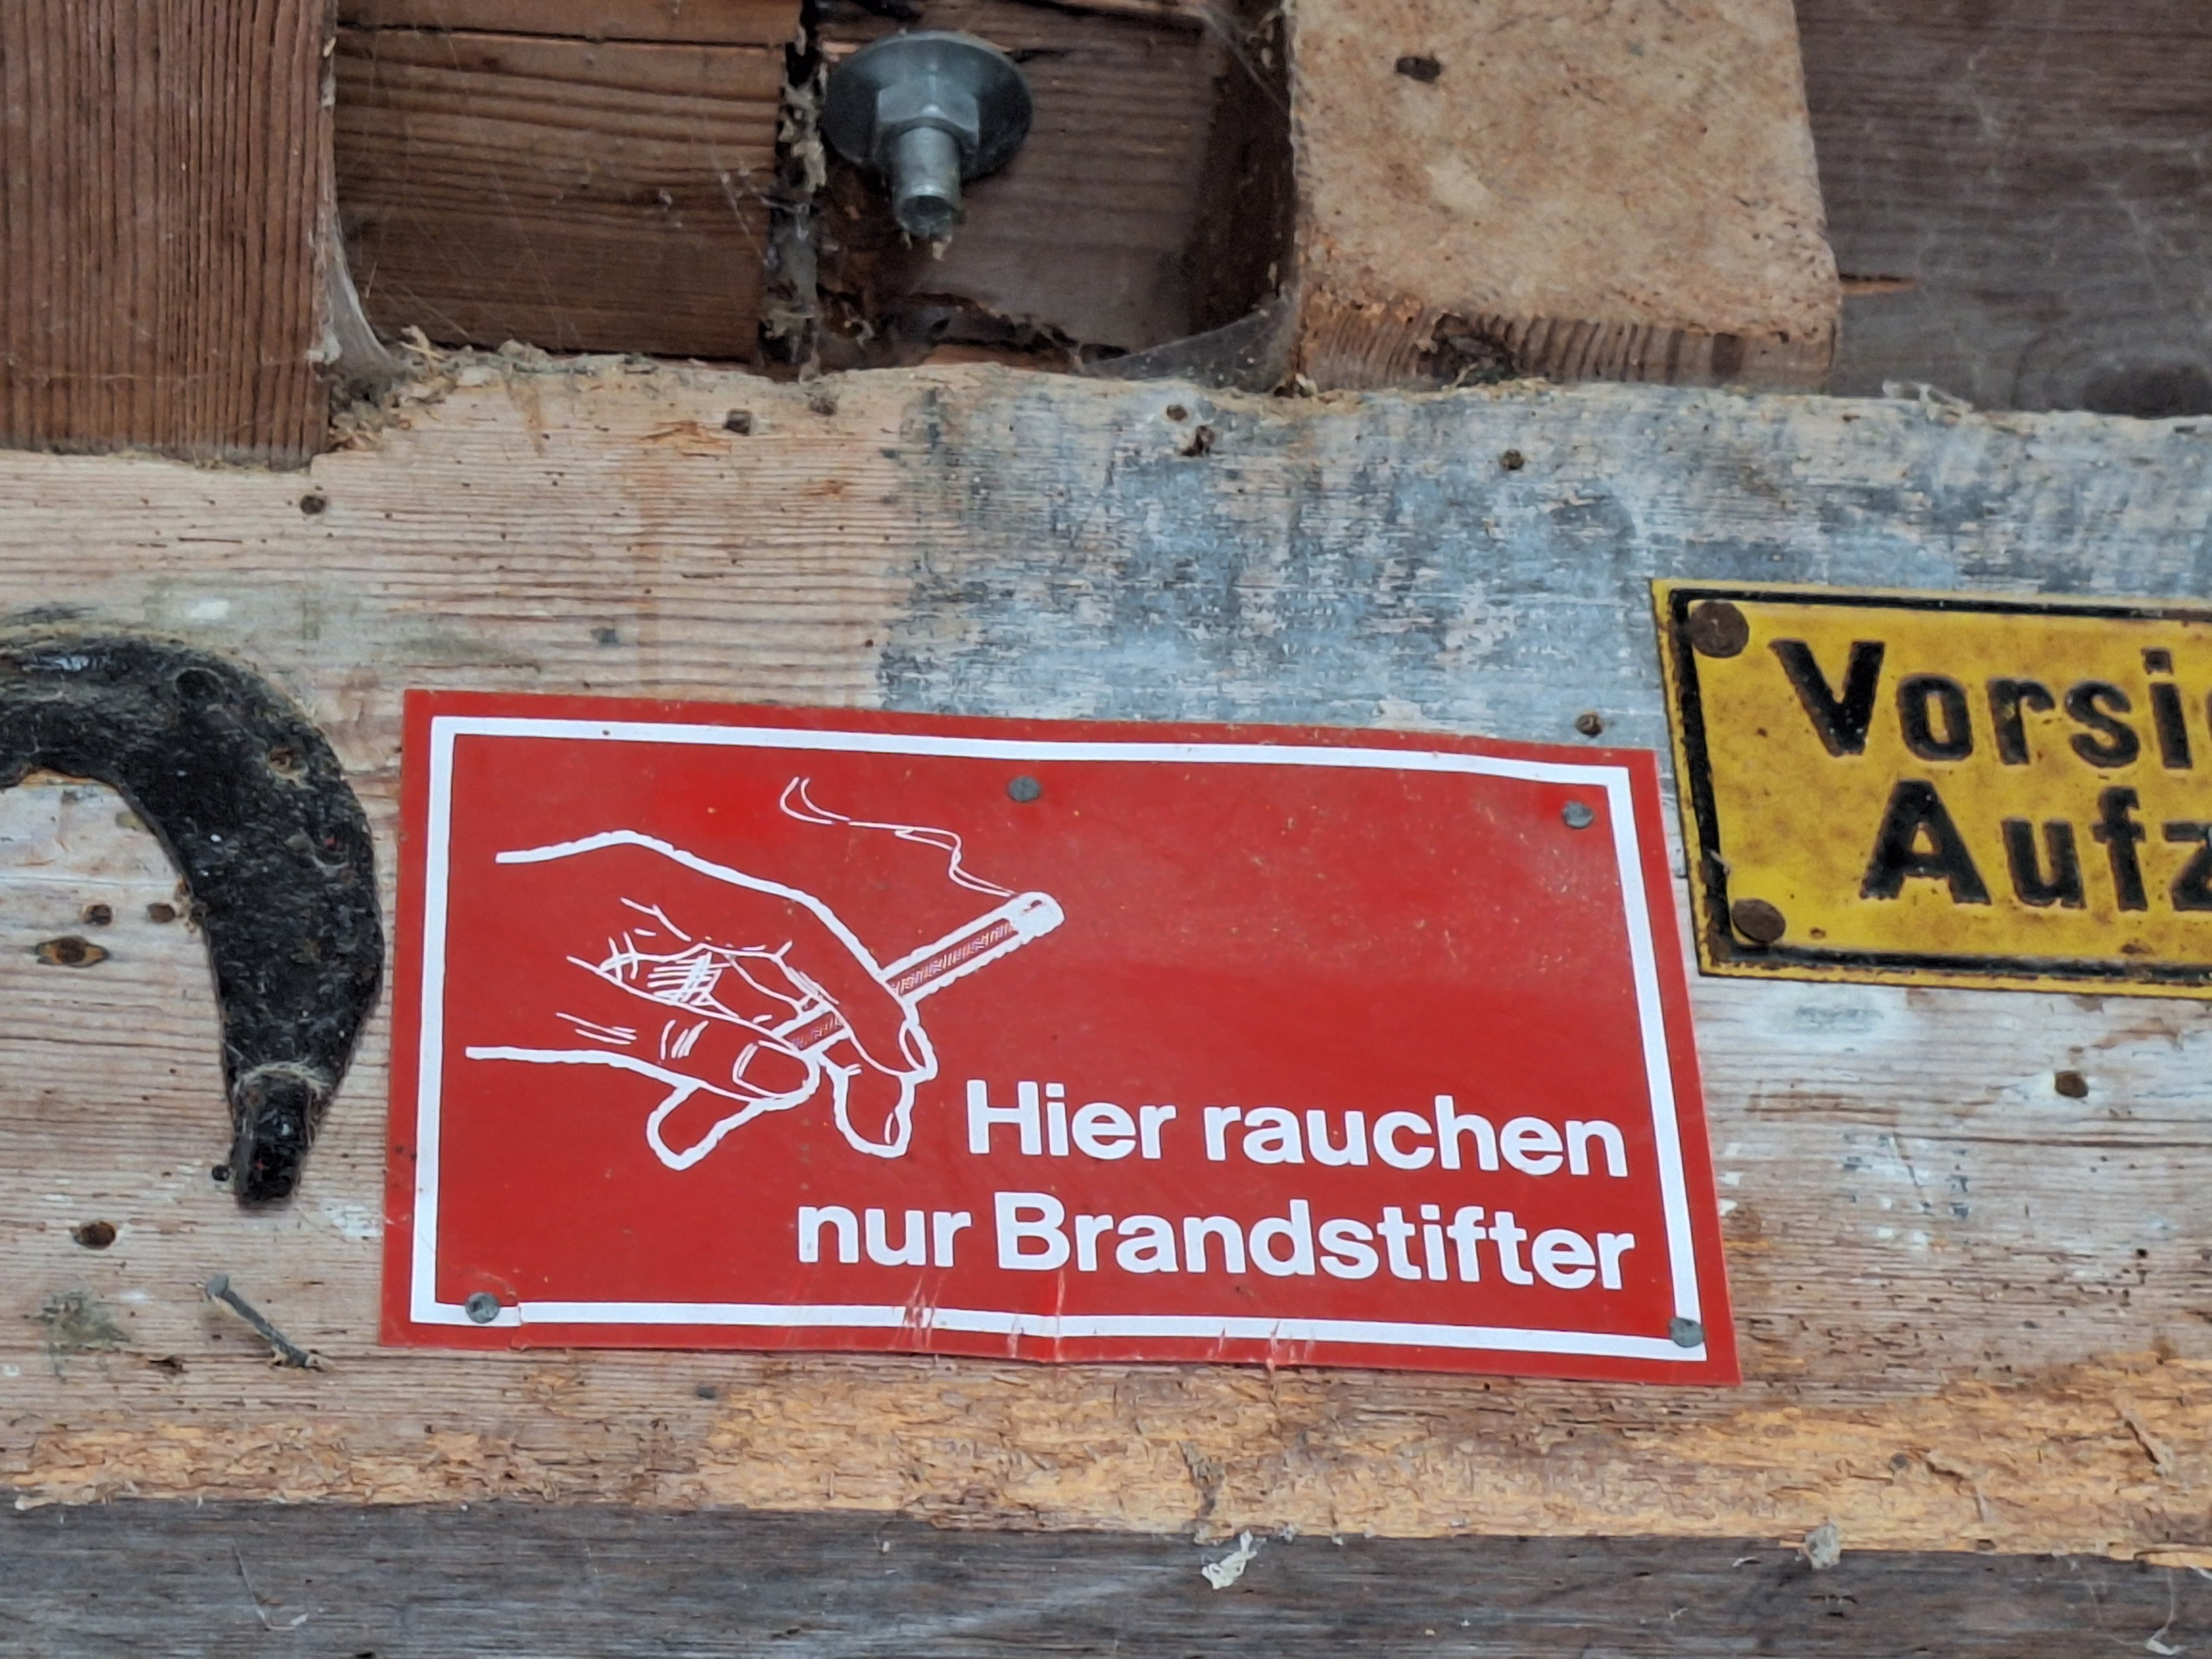 Hier rauchen
nur Brandstifter